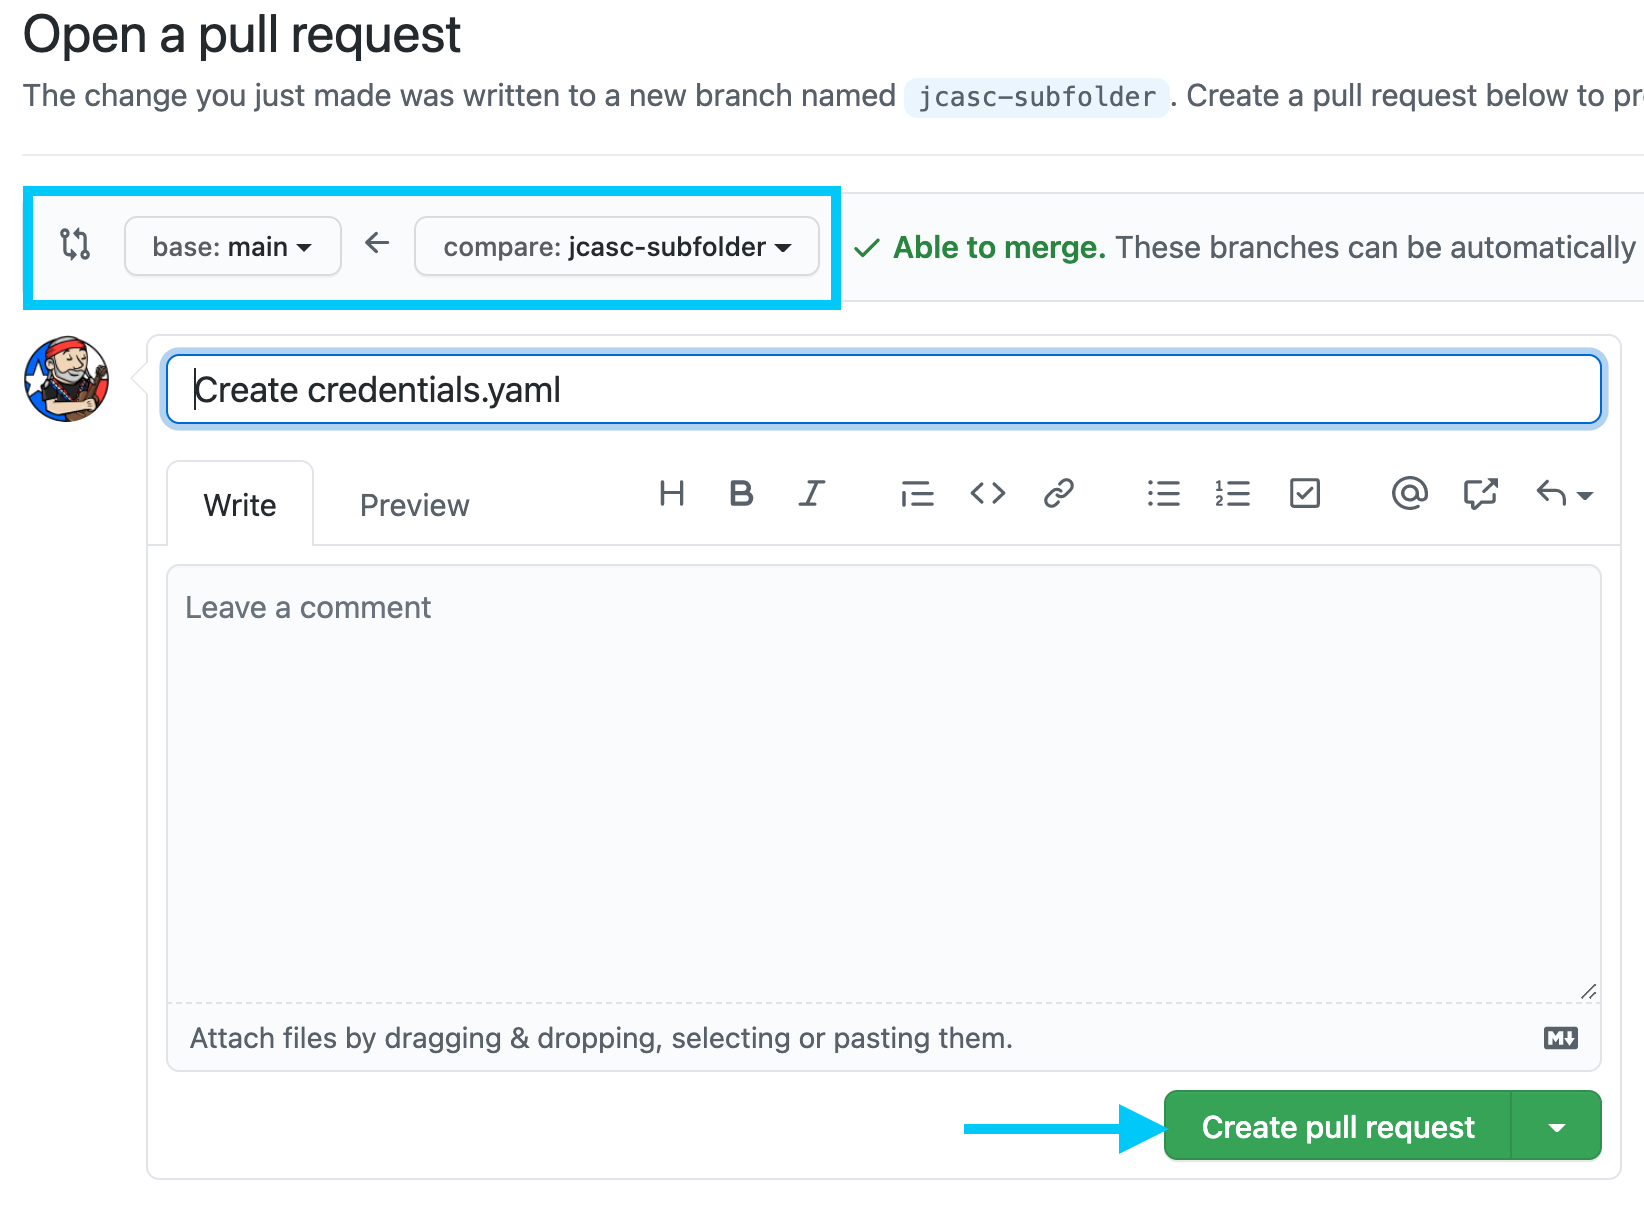 Open a pull request
The change you just made was written to a new branch named jcasc-subfolder. Create a pull request below to pr
base: main compare: jcasc-subfolder Able to merge. These branches can be automatically
Create credentials.yaml
Write Preview
Leave a comment
Attach files by dragging & dropping, selecting or pasting them.
Create pull request